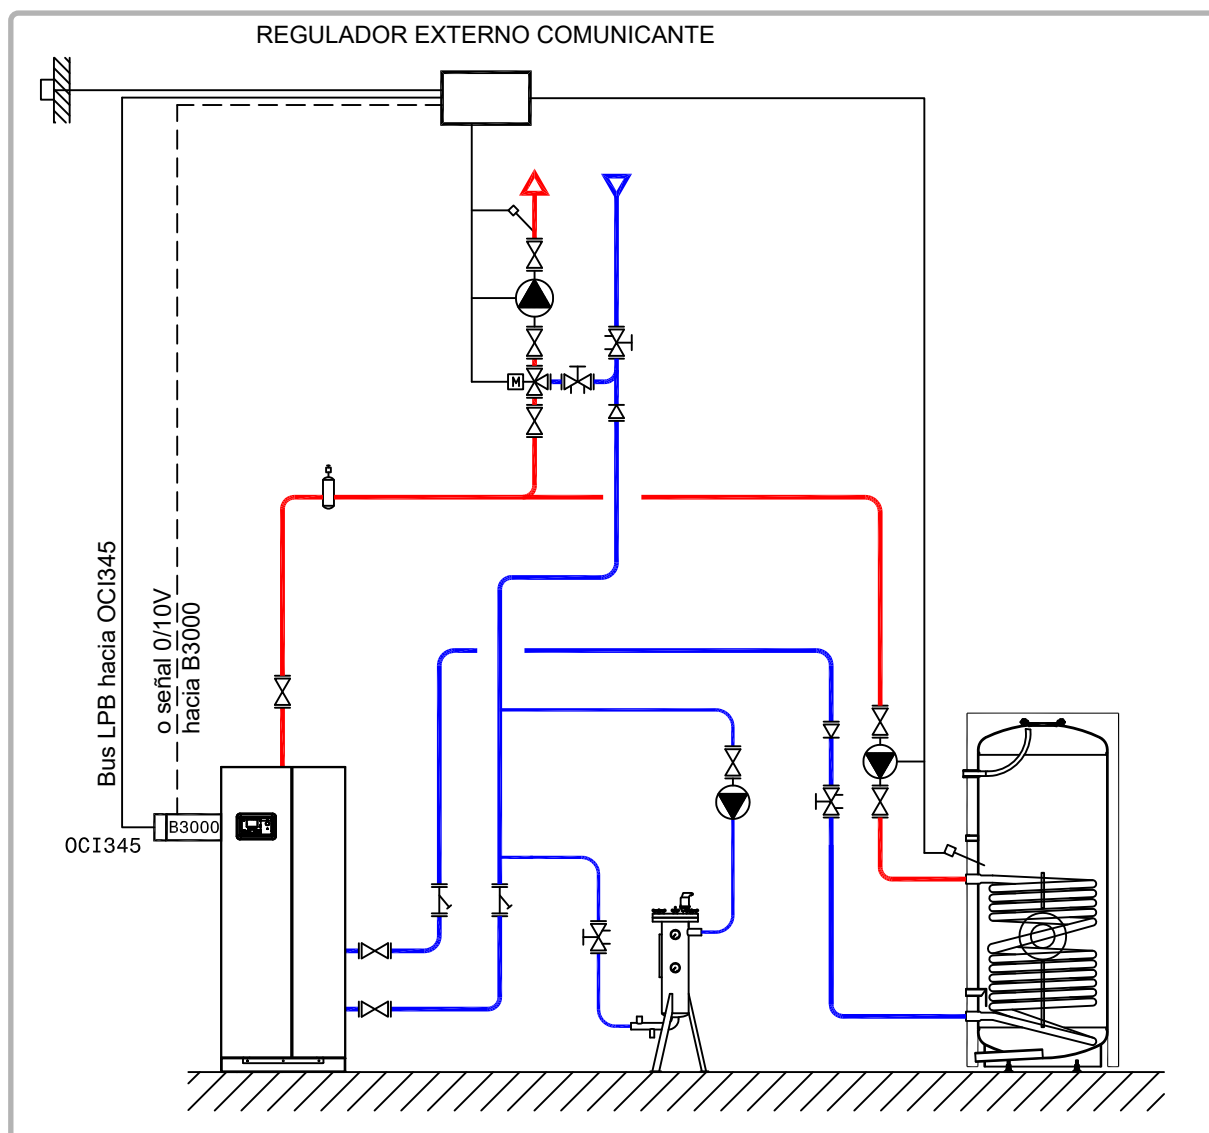 REGULADOR EXTERNO COMUNICANTE
M
Bus LPB hacia OCI345
o señal 0/10V
hacia B3000
B3000
OCI345